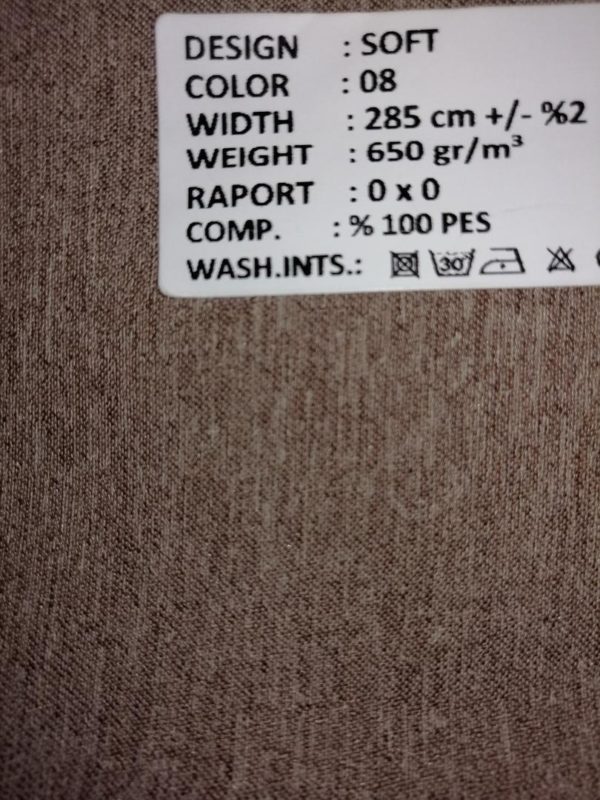 DESIGN : SOFT
COLOR : 08
WIDTH : 285 cm +/- %2
WEIGHT : 650 gr/m³
RAPORT : 0 x 0
COMP. : % 100 PES
WASH.INTS.: 30